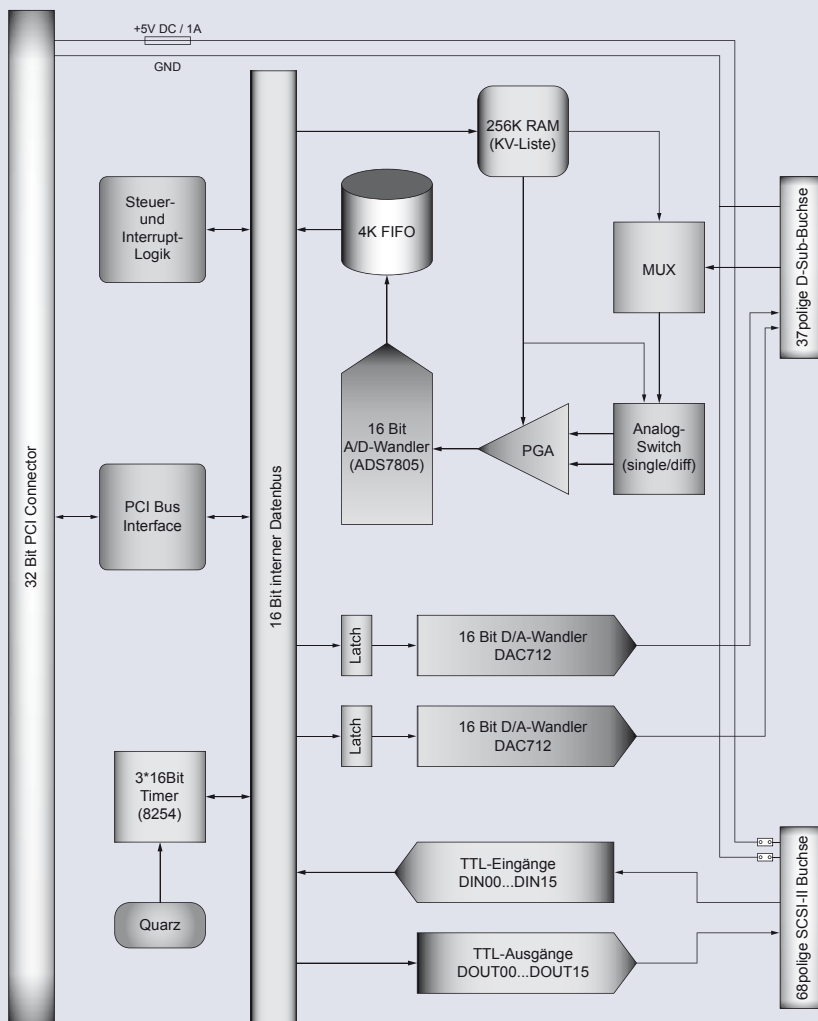 +5V DC / 1A
GND
32 Bit PCI Connector
16 Bit interner Datenbus
256K RAM
(KV-Liste)
Steuer-
und
Interrupt-
Logik
4K FIFO
MUX
37polige D-Sub-Buchse
16 Bit
A/D-Wandler
(ADS7805)
PGA
Analog-
Switch
(single/diff)
PCI Bus
Interface
Latch
16 Bit D/A-Wandler
DAC712
Latch
16 Bit D/A-Wandler
DAC712
3*16Bit
Timer
(8254)
Quarz
TTL-Eingänge
DIN00...DIN15
TTL-Ausgänge
DOUT00...DOUT15
68polige SCSI-II Buchse